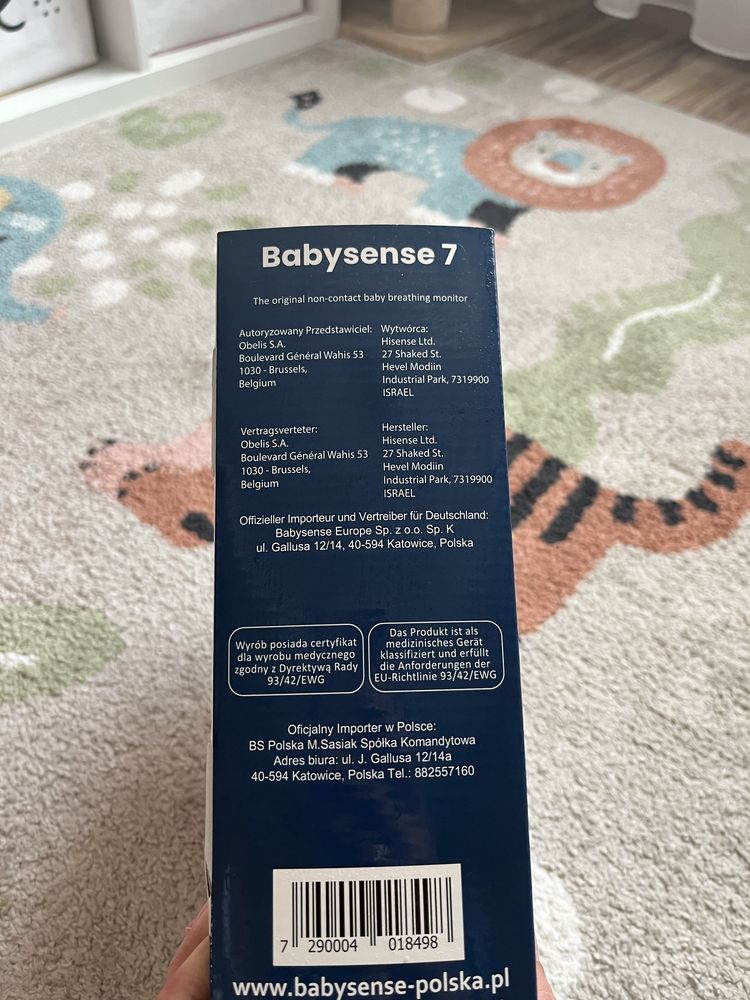 Babysense 7
The original non-contact baby breathing monitor
Autoryzowany Przedstawiciel:
Obelis S.A.
Boulevard Général Wahis 53
1030 - Brussels,
Belgium
Wytwórca:
Hisense Ltd.
27 Shaked St.
Hevel Modiin
Industrial Park, 7319900
ISRAEL
Vertragsverteter:
Obelis S.A.
Boulevard Général Wahis 53
1030 - Brussels,
Belgium
Hersteller:
Hisense Ltd.
27 Shaked St.
Hevel Modiin
Industrial Park, 7319900
ISRAEL
Offizieller Importeur und Vertreiber für Deutschland:
Babysense Europe Sp. z o.o. Sp. K
ul. Gallusa 12/14, 40-594 Katowice, Polska
Wyrób posiada certyfikat
dla wyrobu medycznego
zgodny z Dyrektywą Rady
93/42/EWG
Das Produkt ist als
medizinisches Gerät
klassifiziert und erfüllt
die Anforderungen der
EU-Richtlinie 93/42/EWG
Oficjalny Importer w Polsce:
BS Polska M.Sasiak Spółka Komandytowa
Adres biura: ul. J. Gallusa 12/14a
40-594 Katowice, Polska Tel.: 882557160
7 290004 018498
www.babysense-polska.pl